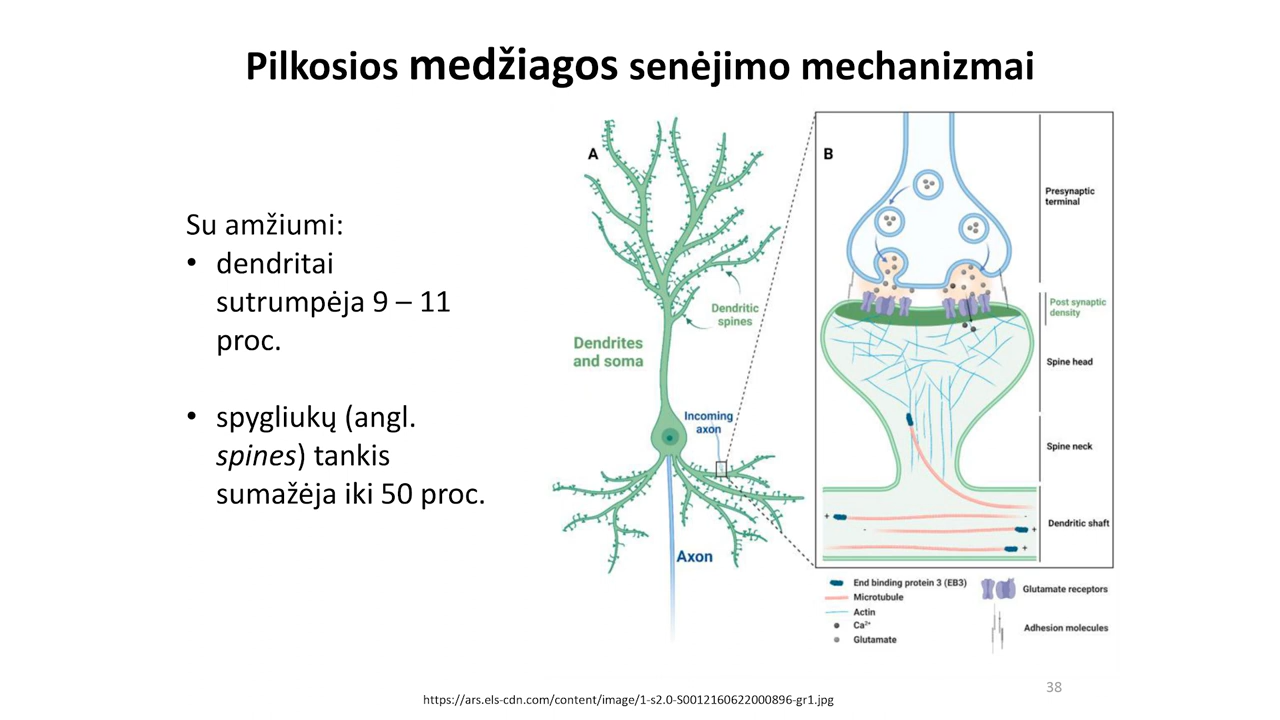 Pilkosios medžiagos senėjimo mechanizmai
Su amžiumi:
• dendritai
sutrumpėja 9 – 11
proc.
• spygliukų (angl.
spines) tankis
sumažėja iki 50 proc.
A
Dendritic
spines
Dendrites
and soma
Incoming
axon
Axon
B
Presynaptic
terminal
Post synaptic
density
Spine head
Spine neck
Dendritic shaft
+ -
- +
+
End binding protein 3 (EB3)
Microtubule
Actin
Ca²⁺
Glutamate
Glutamate receptors
Adhesion molecules
38
https://ars.els-cdn.com/content/image/1-s2.0-S0012160622000896-gr1.jpg